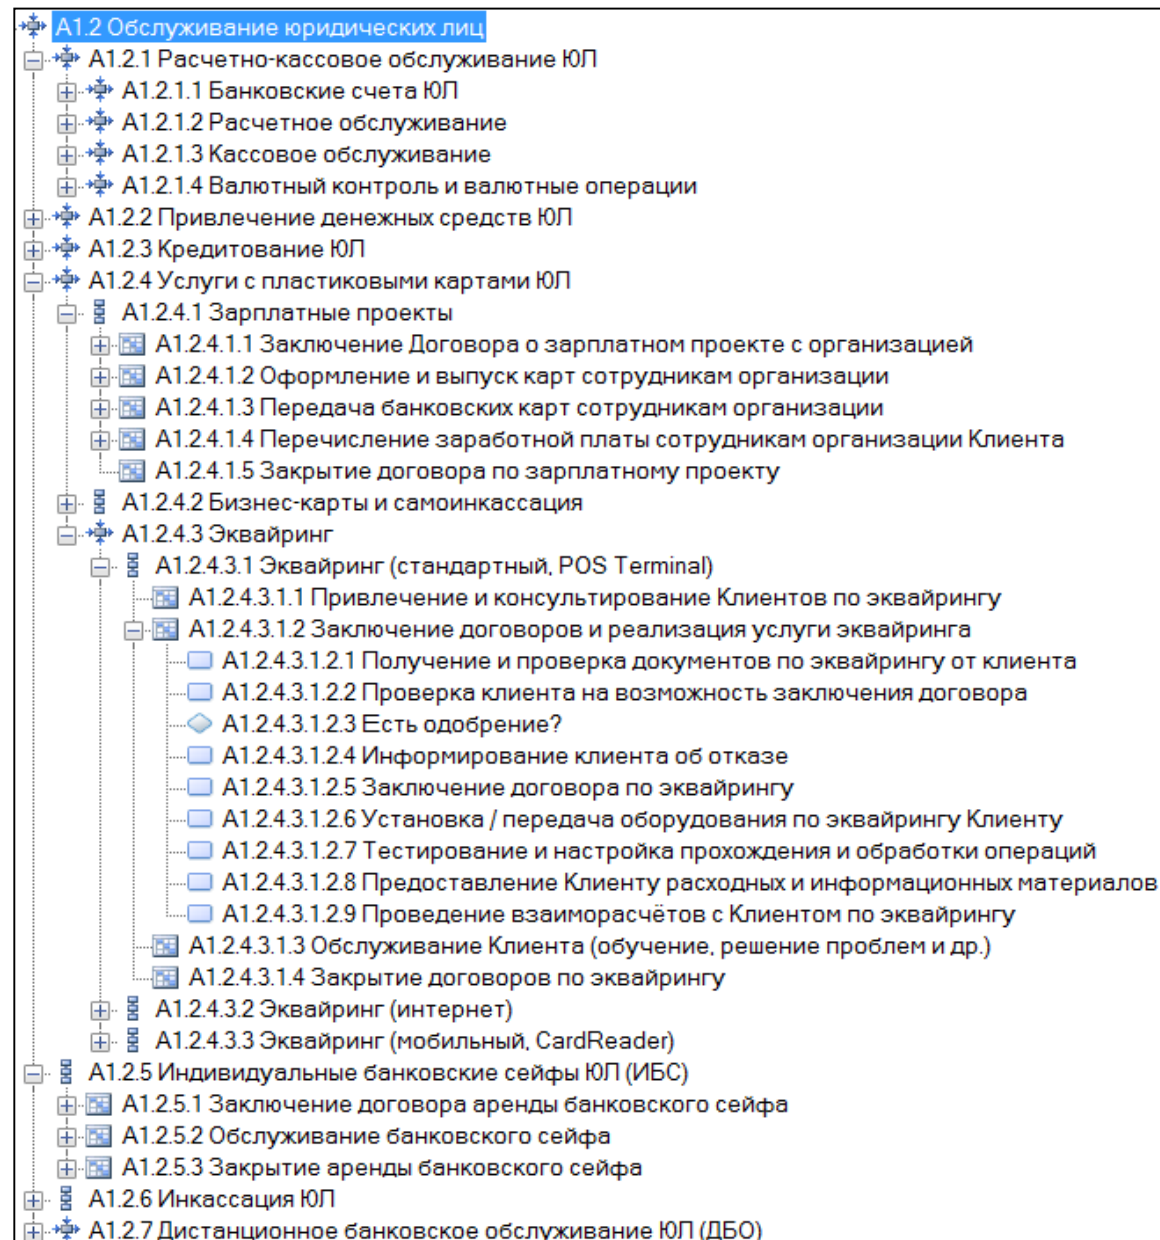 А1.2 Обслуживание юридических лиц
А1.2.1 Расчетно-кассовое обслуживание ЮЛ
А1.2.1.1 Банковские счета ЮЛ
А1.2.1.2 Расчетное обслуживание
А1.2.1.3 Кассовое обслуживание
А1.2.1.4 Валютный контроль и валютные операции
А1.2.2 Привлечение денежных средств ЮЛ
А1.2.3 Кредитование ЮЛ
А1.2.4 Услуги с пластиковыми картами ЮЛ
А1.2.4.1 Зарплатные проекты
А1.2.4.1.1 Заключение Договора о зарплатном проекте с организацией
А1.2.4.1.2 Оформление и выпуск карт сотрудникам организации
А1.2.4.1.3 Передача банковских карт сотрудникам организации
А1.2.4.1.4 Перечисление заработной платы сотрудникам организации Клиента
А1.2.4.1.5 Закрытие договора по зарплатному проекту
А1.2.4.2 Бизнес-карты и самоинкассация
А1.2.4.3 Эквайринг
А1.2.4.3.1 Эквайринг (стандартный, POS Terminal)
А1.2.4.3.1.1 Привлечение и консультирование Клиентов по эквайрингу
А1.2.4.3.1.2 Заключение договоров и реализация услуги эквайринга
А1.2.4.3.1.2.1 Получение и проверка документов по эквайрингу от клиента
А1.2.4.3.1.2.2 Проверка клиента на возможность заключения договора
А1.2.4.3.1.2.3 Есть одобрение?
А1.2.4.3.1.2.4 Информирование клиента об отказе
А1.2.4.3.1.2.5 Заключение договора по эквайрингу
А1.2.4.3.1.2.6 Установка / передача оборудования по эквайрингу Клиенту
А1.2.4.3.1.2.7 Тестирование и настройка прохождения и обработки операций
А1.2.4.3.1.2.8 Предоставление Клиенту расходных и информационных материалов
А1.2.4.3.1.2.9 Проведение взаиморасчётов с Клиентом по эквайрингу
А1.2.4.3.1.3 Обслуживание Клиента (обучение, решение проблем и др.)
А1.2.4.3.1.4 Закрытие договоров по эквайрингу
А1.2.4.3.2 Эквайринг (интернет)
А1.2.4.3.3 Эквайринг (мобильный, CardReader)
А1.2.5 Индивидуальные банковские сейфы ЮЛ (ИБС)
А1.2.5.1 Заключение договора аренды банковского сейфа
А1.2.5.2 Обслуживание банковского сейфа
А1.2.5.3 Закрытие аренды банковского сейфа
А1.2.6 Инкассация ЮЛ
А1.2.7 Дистанционное банковское обслуживание ЮЛ (ДБО)